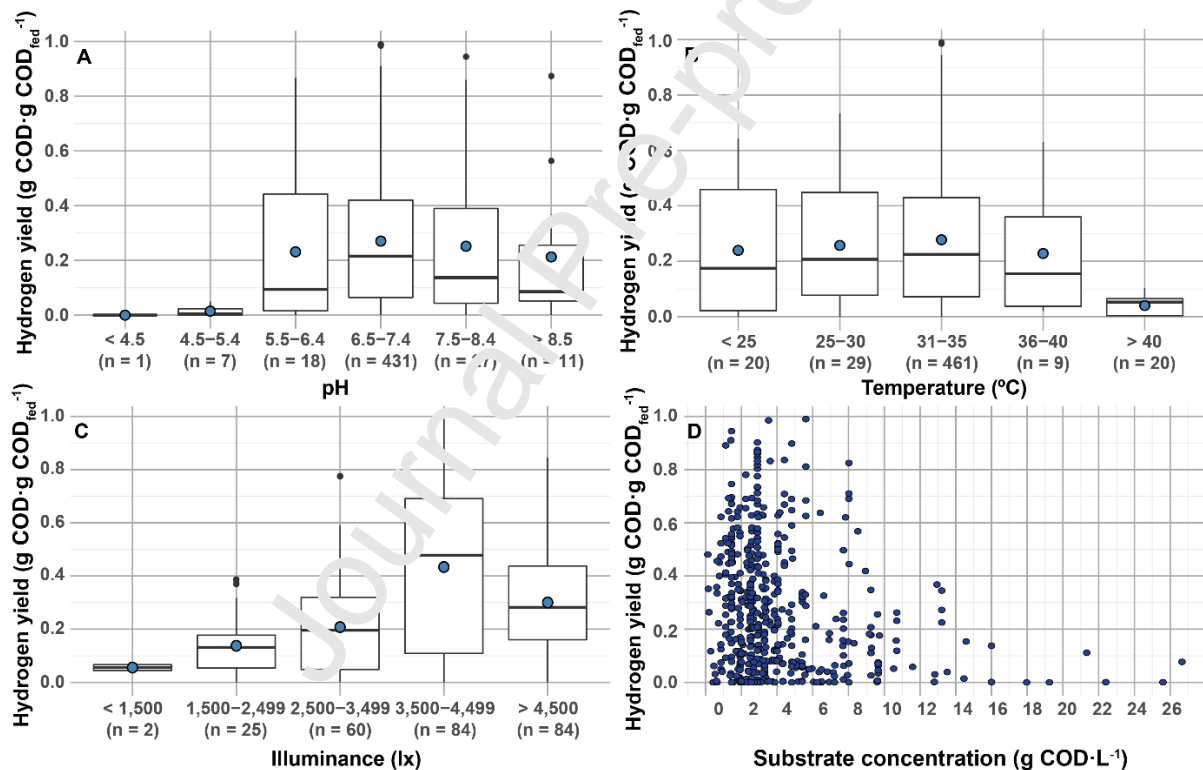 Journal Pre-pro
A
Hydrogen yield (g COD·g COD_fed^-1)
1.0
0.8
0.6
0.4
0.2
0.0
< 4.5 4.5–5.4 5.5–6.4 6.5–7.4 7.5–8.4 > 8.5
(n = 1) (n = 7) (n = 18) (n = 431) (n = 11)
pH
Hydrogen yield (g COD·g COD_fed^-1)
1.0
0.8
0.6
0.4
0.2
0.0
< 25 25–30 31–35 36–40 > 40
(n = 20) (n = 29) (n = 461) (n = 9) (n = 20)
Temperature (ºC)
C
Hydrogen yield (g COD·g COD_fed^-1)
1.0
0.8
0.6
0.4
0.2
0.0
< 1,500 1,500–2,499 2,500–3,499 3,500–4,499 > 4,500
(n = 2) (n = 25) (n = 60) (n = 84) (n = 84)
Illuminance (lx)
D
Hydrogen yield (g COD·g COD_fed^-1)
1.0
0.8
0.6
0.4
0.2
0.0
0 2 4 6 8 10 12 14 16 18 20 22 24 26
Substrate concentration (g COD·L^-1)